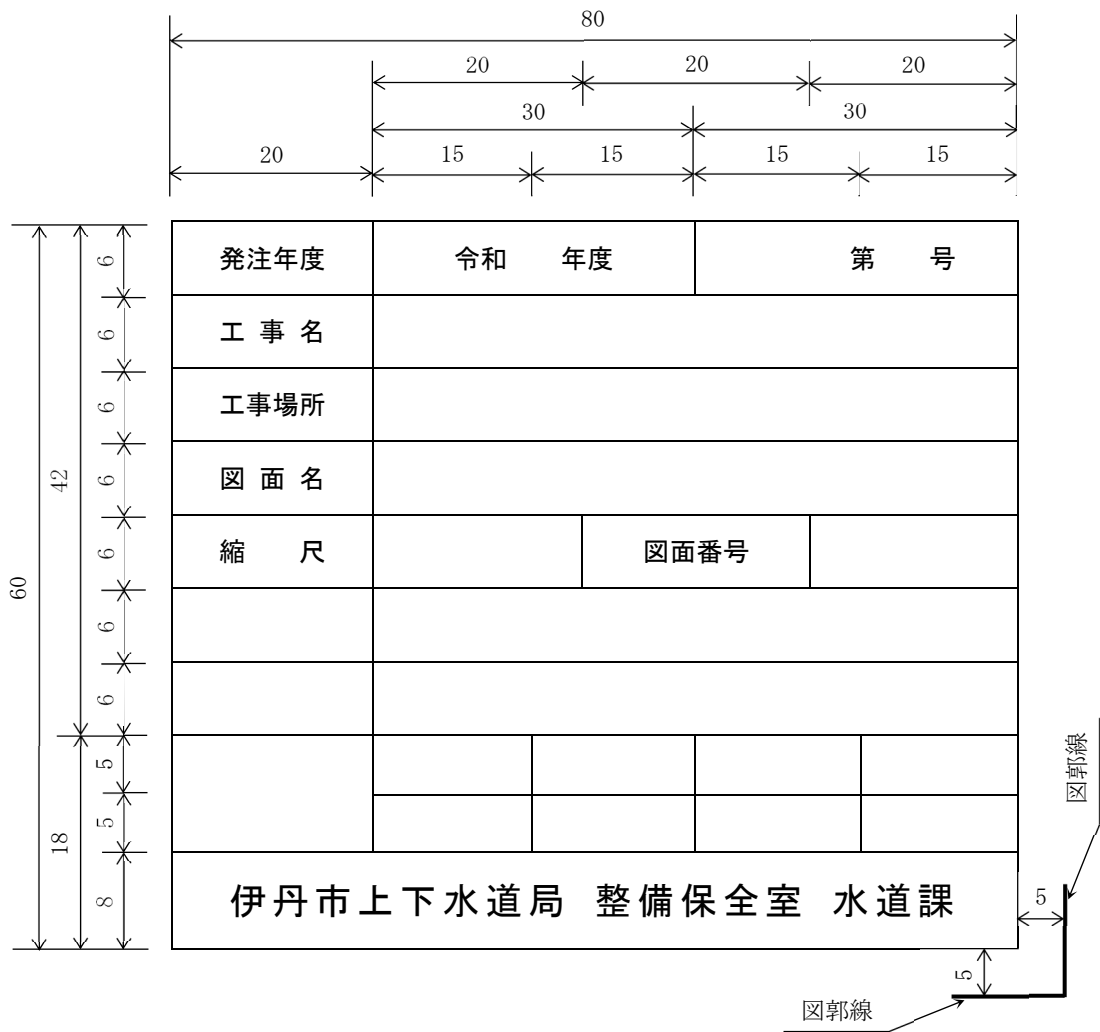 80
20 20 20
30 30
20 15 15 15 15
6 発注年度 令和 年度 第 号
6 工 事 名
6 工事場所
42
6 図 面 名
6 縮 尺 図面番号
60
6
6
5
図郭線
5
18
8 伊丹市上下水道局 整備保全室 水道課
5
5
図郭線